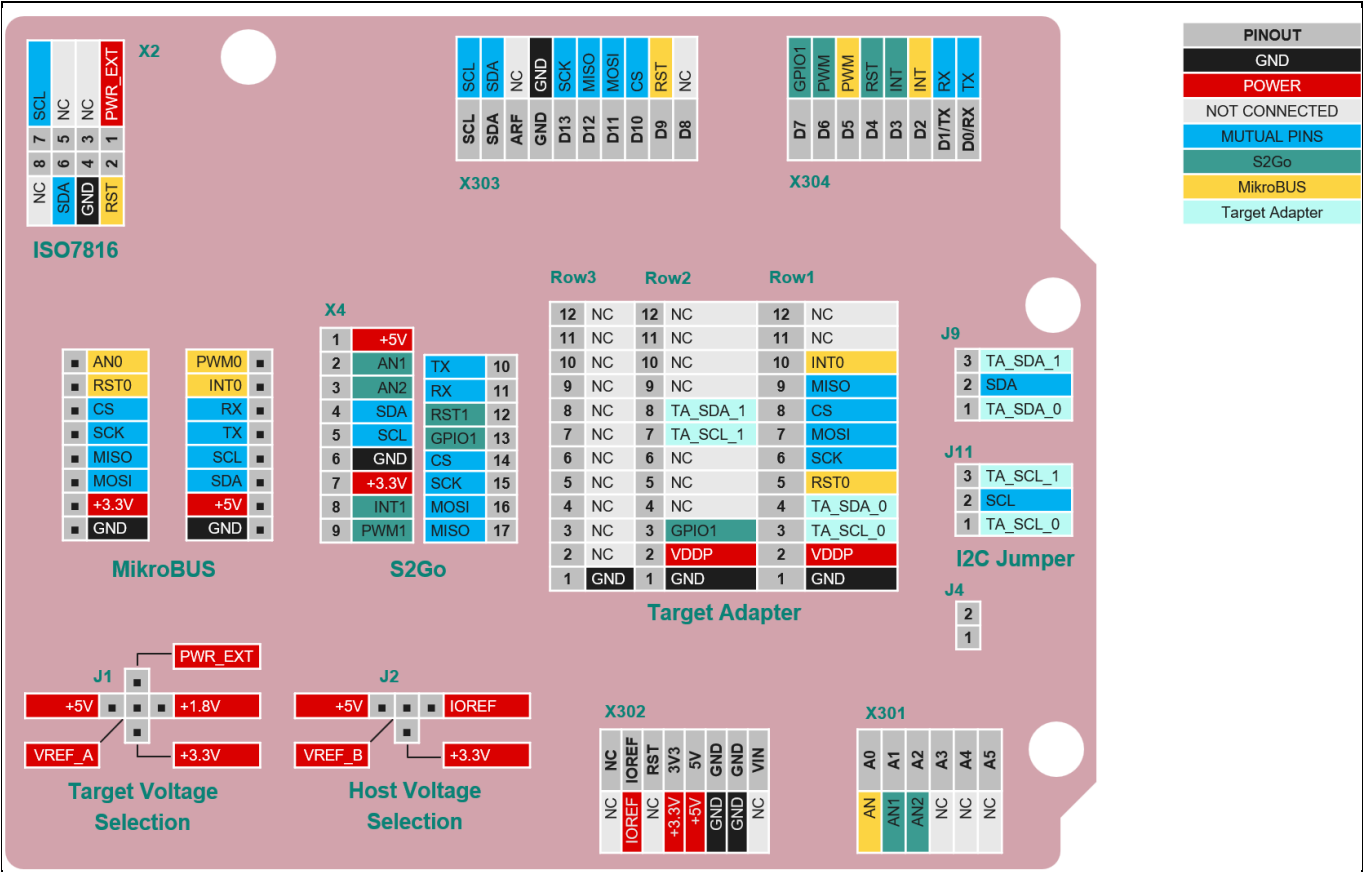 X2
SCL NC NC PWR_EXT
7 5 3 1
8 6 4 2
NC SDA GND RST
ISO7816
SCL SDA NC GND SCK MISO MOSI CS RST NC
SCL SDA ARF GND D13 D12 D11 D10 D9 D8
X303
GPIO1 PWM PWM RST INT INT RX TX
D7 D6 D5 D4 D3 D2 D1/TX D0/RX
X304
PINOUT
GND
POWER
NOT CONNECTED
MUTUAL PINS
S2Go
MikroBUS
Target Adapter
AN0 PWM0
RST0 INT0
CS RX
SCK TX
MISO SCL
MOSI SDA
+3.3V +5V
GND GND
MikroBUS
X4
1 +5V
2 AN1 TX 10
3 AN2 RX 11
4 SDA RST1 12
5 SCL GPIO1 13
6 GND CS 14
7 +3.3V SCK 15
8 INT1 MOSI 16
9 PWM1 MISO 17
S2Go
Row3 Row2 Row1
12 NC 12 NC 12 NC
11 NC 11 NC 11 NC
10 NC 10 NC 10 INT0
9 NC 9 NC 9 MISO
8 NC 8 TA_SDA_1 8 CS
7 NC 7 TA_SCL_1 7 MOSI
6 NC 6 NC 6 SCK
5 NC 5 NC 5 RST0
4 NC 4 NC 4 TA_SDA_0
3 NC 3 GPIO1 3 TA_SCL_0
2 NC 2 VDDP 2 VDDP
1 GND 1 GND 1 GND
Target Adapter
J9
3 TA_SDA_1
2 SDA
1 TA_SDA_0
J11
3 TA_SCL_1
2 SCL
1 TA_SCL_0
I2C Jumper
J4
2
1
PWR_EXT
J1
+5V +1.8V
VREF_A +3.3V
Target Voltage
Selection
J2
+5V IOREF
VREF_B +3.3V
Host Voltage
Selection
X302
NC IOREF RST 3V3 5V GND GND VIN
NC IOREF NC +3.3V +5V GND GND NC
X301
A0 A1 A2 A3 A4 A5
AN AN1 AN2 NC NC NC